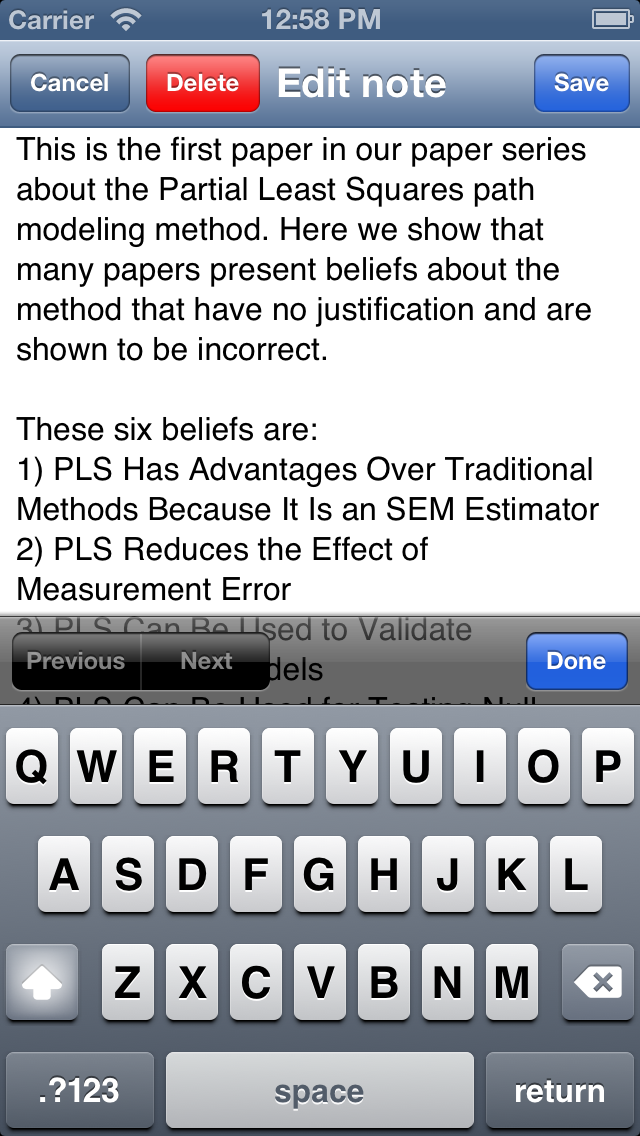 Carrier 12:58 PM
Cancel Delete Edit note Save
This is the first paper in our paper series
about the Partial Least Squares path
modeling method. Here we show that
many papers present beliefs about the
method that have no justification and are
shown to be incorrect.
These six beliefs are:
1) PLS Has Advantages Over Traditional
Methods Because It Is an SEM Estimator
2) PLS Reduces the Effect of
Measurement Error
3) PLS Can Be Used to Validate
Previous Next dels Done
4) PLS Can Be Used for Testing Null
Q W E R T Y U I O P
A S D F G H J K L
Z X C V B N M
.?123 space return